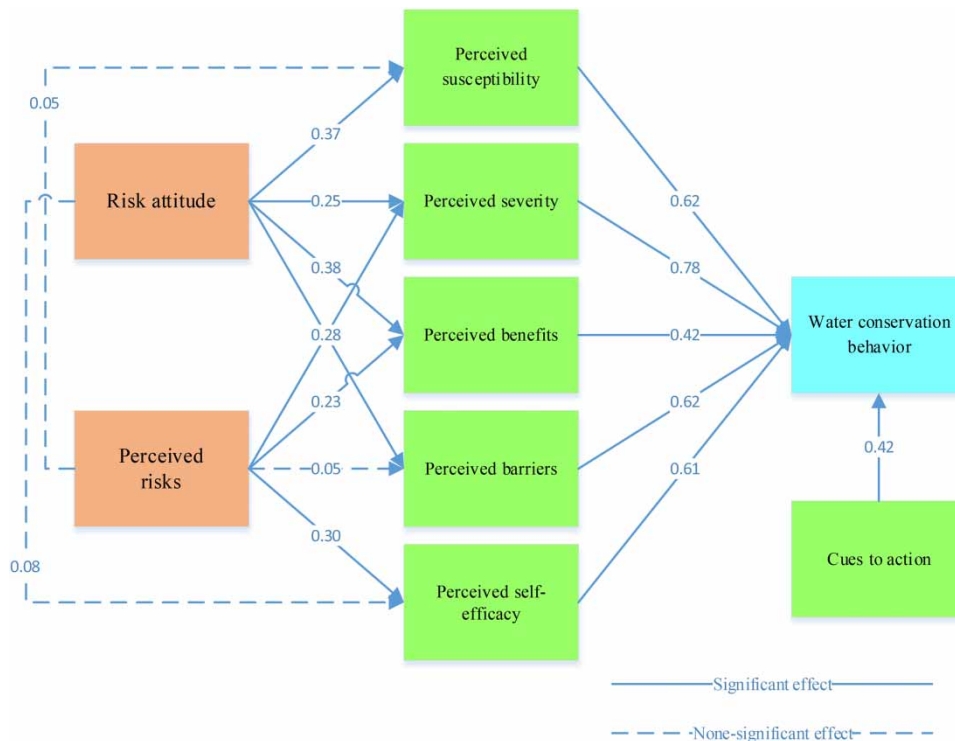 Perceived
susceptibility
0.05
0.37
Risk attitude
0.25
Perceived severity
0.62
0.38
0.78
0.28
Perceived benefits
0.42
Water conservation
behavior
0.23
0.62
Perceived
risks
0.05
Perceived barriers
0.61
0.42
0.30
0.08
Perceived self-
efficacy
Cues to action
Significant effect
None-significant effect